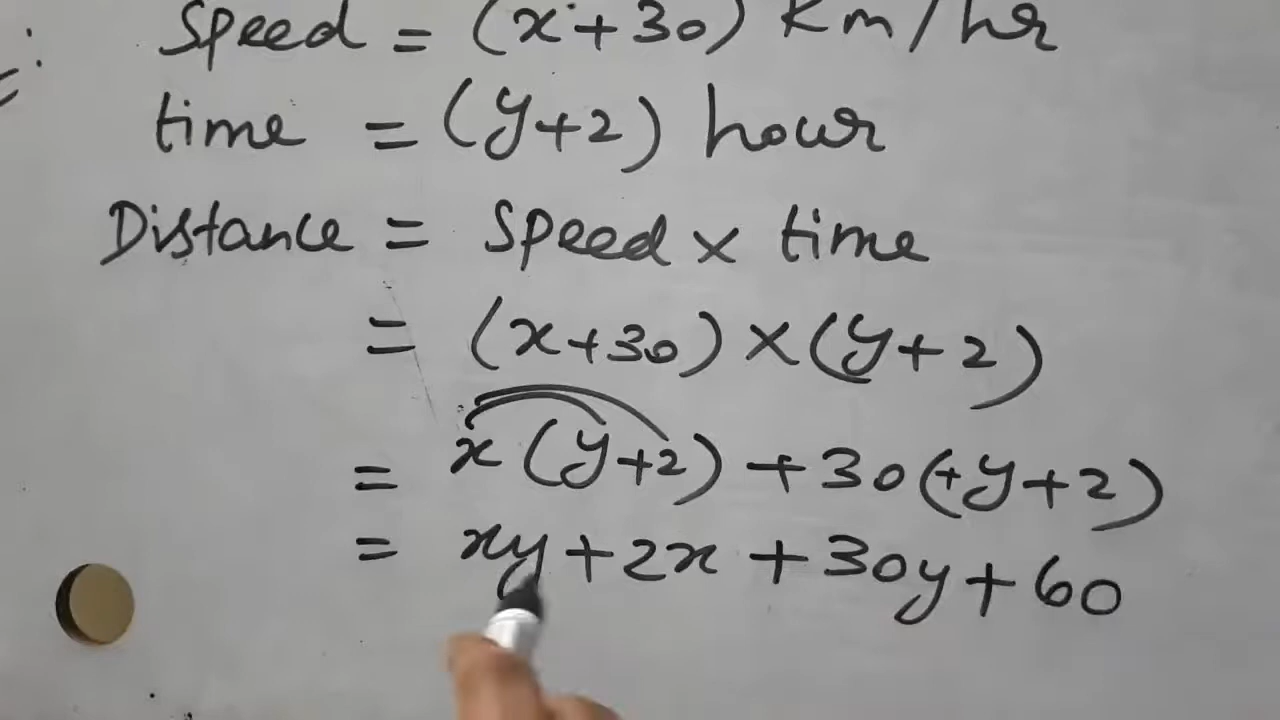 Speed = (x+30) Km/hr
time = (y+2) hour
Distance = Speed × time
= (x+30) × (y+2)
= x(y+2) + 30(+y+2)
= xy + 2x + 30y + 60